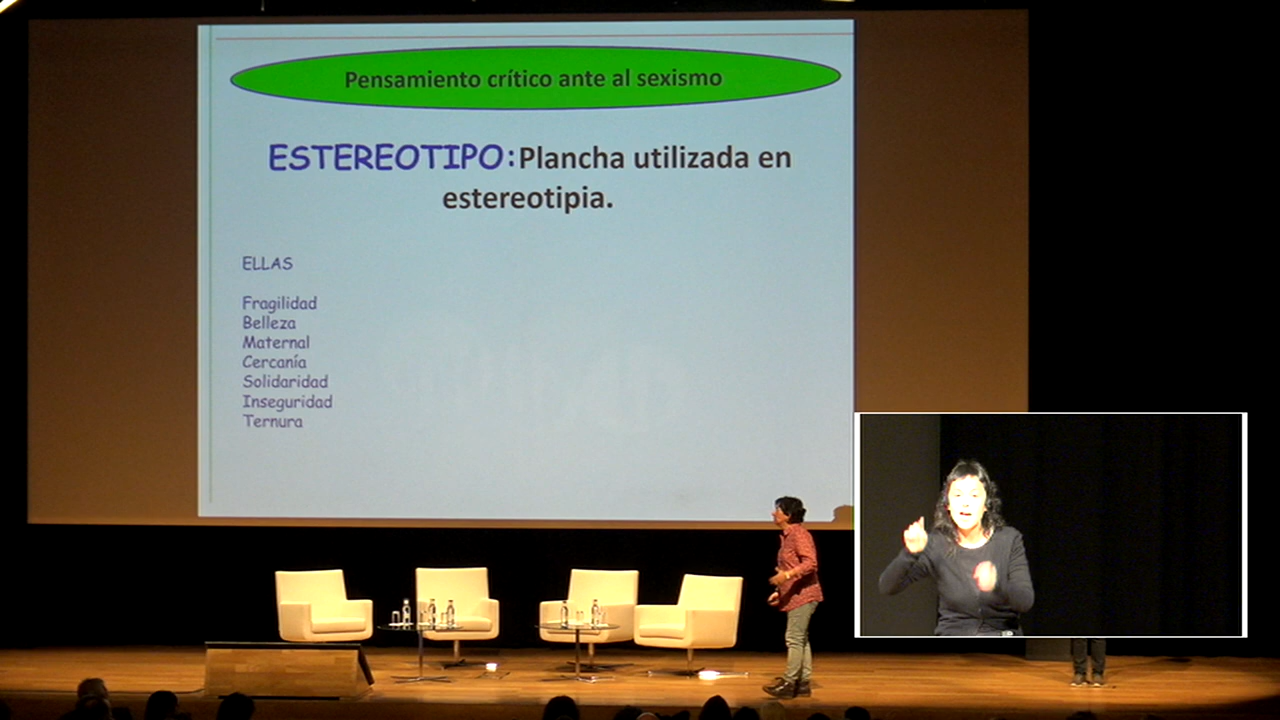 Pensamiento crítico ante al sexismo
ESTEREOTIPO:Plancha utilizada en
estereotipia.
ELLAS
Fragilidad
Belleza
Maternal
Cercanía
Solidaridad
Inseguridad
Ternura